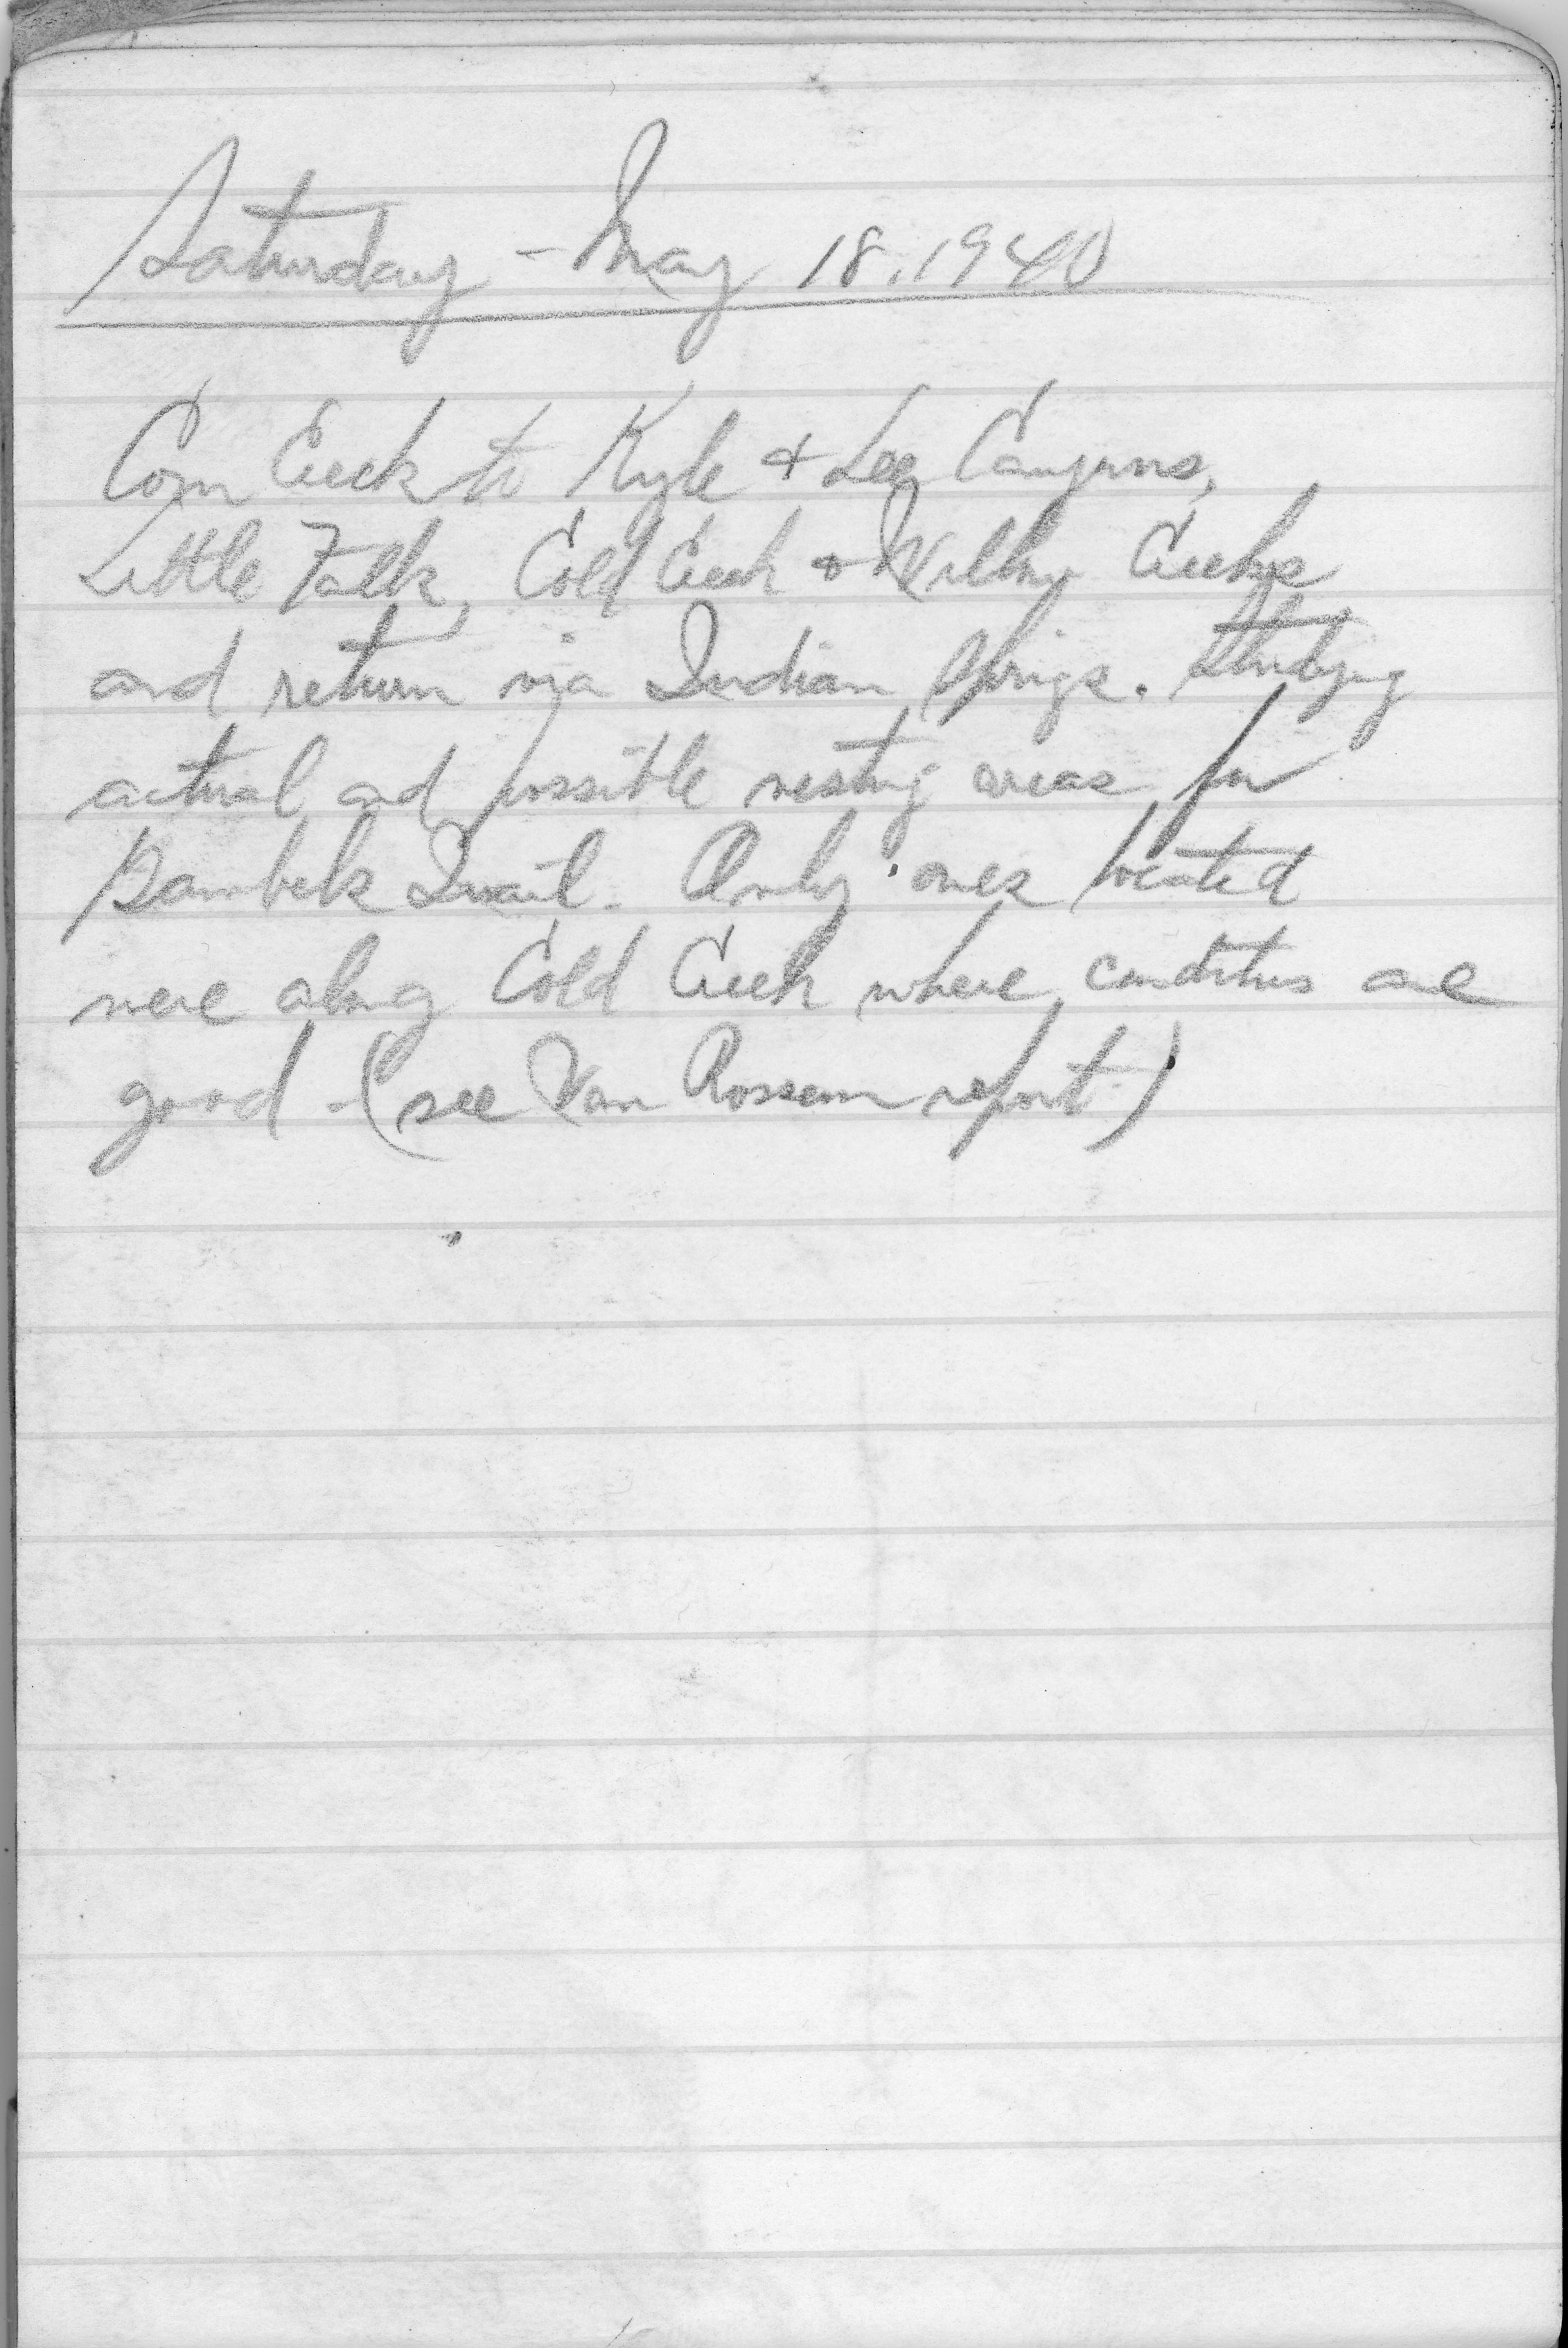 Saturday - May 18, 1940
Corn Creek to Kyle & Lee Canyons,
Little Falls, Cold Creek & Willow Creeks
and return via Indian Springs. Studying
actual and possible nesting areas for
Gambels Quail. Only ones located
were along Cold Creek where conditions are
good - (see Van Rossem report)